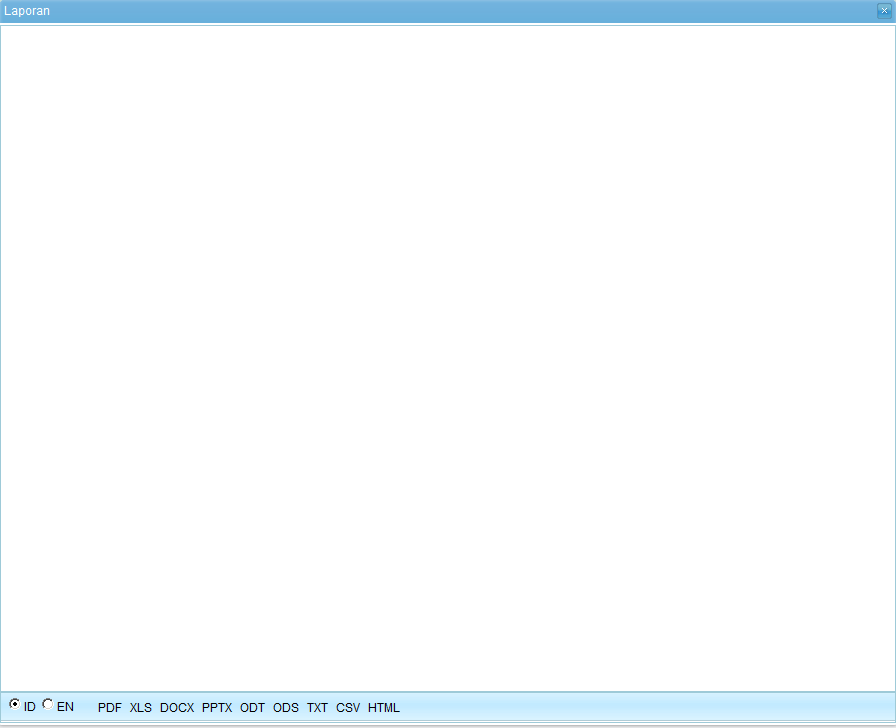 Laporan
ID EN PDF XLS DOCX PPTX ODT ODS TXT CSV HTML